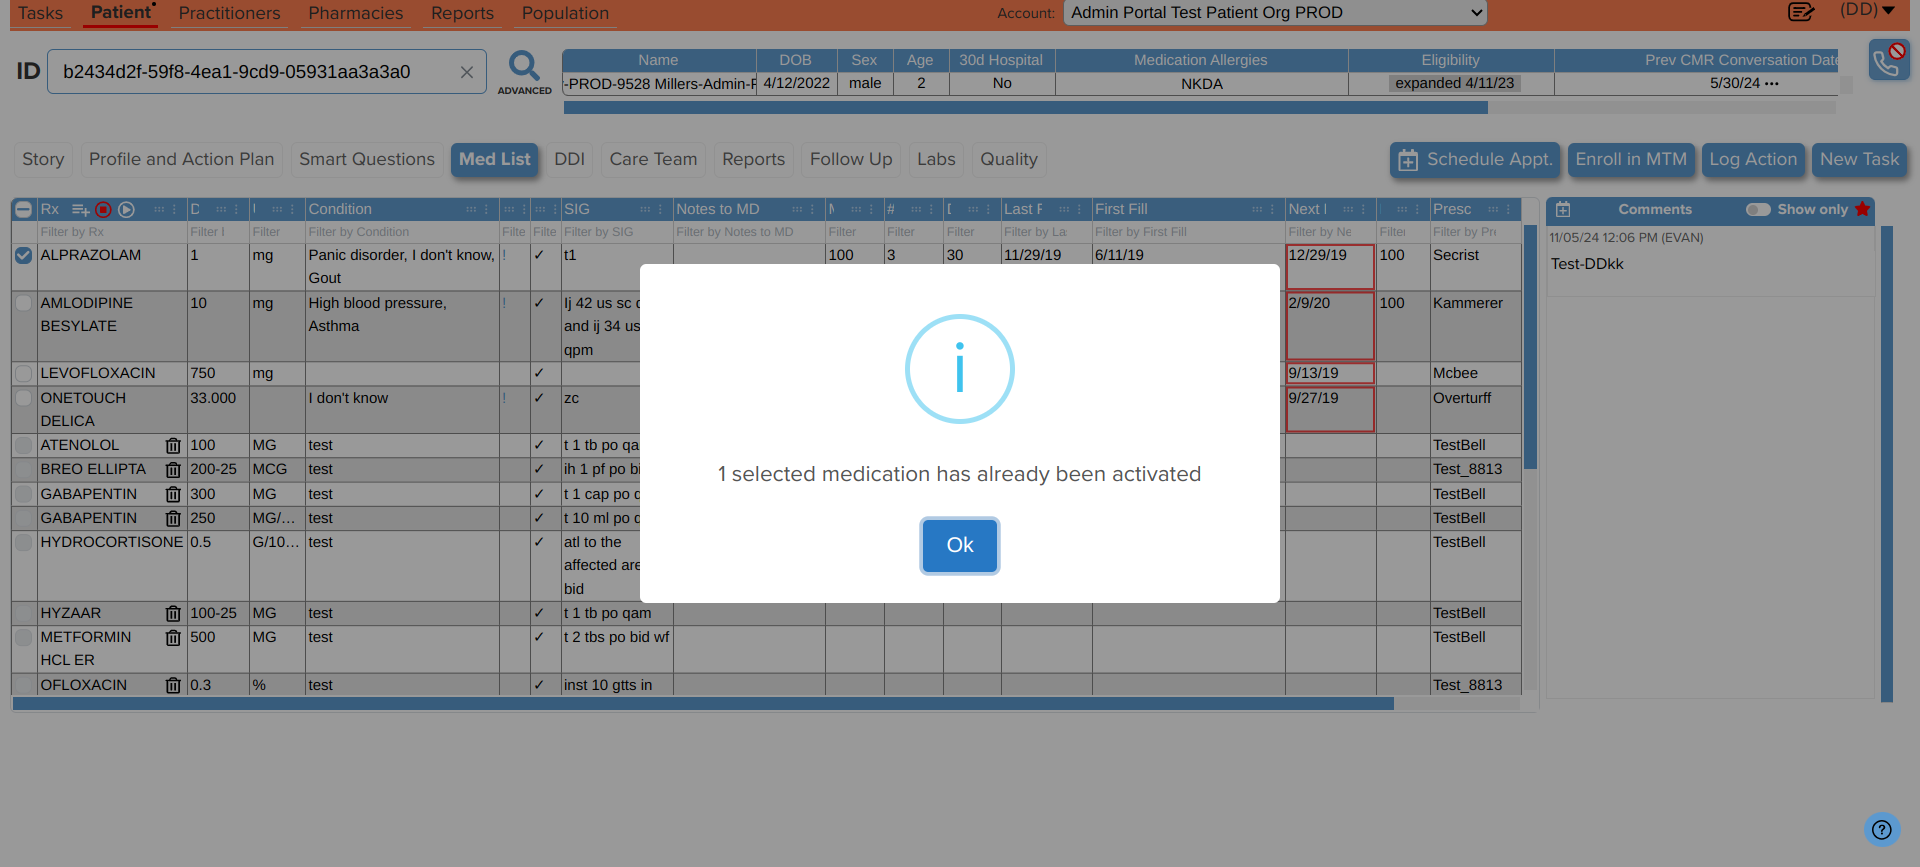 Tasks Patient Practitioners Pharmacies Reports Population Account: Admin Portal Test Patient Org PROD (DD)
ID b2434d2f-59f8-4ea1-9cd9-05931aa3a3a0 ADVANCED
Name DOB Sex Age 30d Hospital Medication Allergies Eligibility Prev CMR Conversation Date
-PROD-9528 Millers-Admin-F 4/12/2022 male 2 No NKDA expanded 4/11/23 5/30/24 •••
Story Profile and Action Plan Smart Questions Med List DDI Care Team Reports Follow Up Labs Quality Schedule Appt. Enroll in MTM Log Action New Task
Rx Condition SIG Notes to MD # Last F First Fill Next Presc
Filter by Rx Filter Filter Filter by Condition Filte Filte Filter by SIG Filter by Notes to MD Filter Filter Filter Filter by La Filter by First Fill Filter by Ne Filter Filter by Pr
ALPRAZOLAM 1 mg Panic disorder, I don't know, ! ✓ t1 100 3 30 11/29/19 6/11/19 12/29/19 100 Secrist
Gout
AMLODIPINE 10 mg High blood pressure, ! ✓ Ij 42 us sc 2/9/20 100 Kammerer
BESYLATE Asthma and ij 34 us
qpm
LEVOFLOXACIN 750 mg ✓ 9/13/19 Mcbee
ONETOUCH 33.000 I don't know ! ✓ zc 9/27/19 Overturff
DELICA
ATENOLOL 100 MG test ✓ t 1 tb po qa TestBell
BREO ELLIPTA 200-25 MCG test ✓ ih 1 pf po bi Test_8813
GABAPENTIN 300 MG test ✓ t 1 cap po TestBell
GABAPENTIN 250 MG/... test ✓ t 10 ml po TestBell
HYDROCORTISONE 0.5 G/10... test ✓ atl to the TestBell
affected are
bid
HYZAAR 100-25 MG test ✓ t 1 tb po qam TestBell
METFORMIN 500 MG test ✓ t 2 tbs po bid wf TestBell
HCL ER
OFLOXACIN 0.3 % test ✓ inst 10 gtts in Test_8813
Comments Show only
11/05/24 12:06 PM (EVAN)
Test-DDkk
i
1 selected medication has already been activated
Ok
?